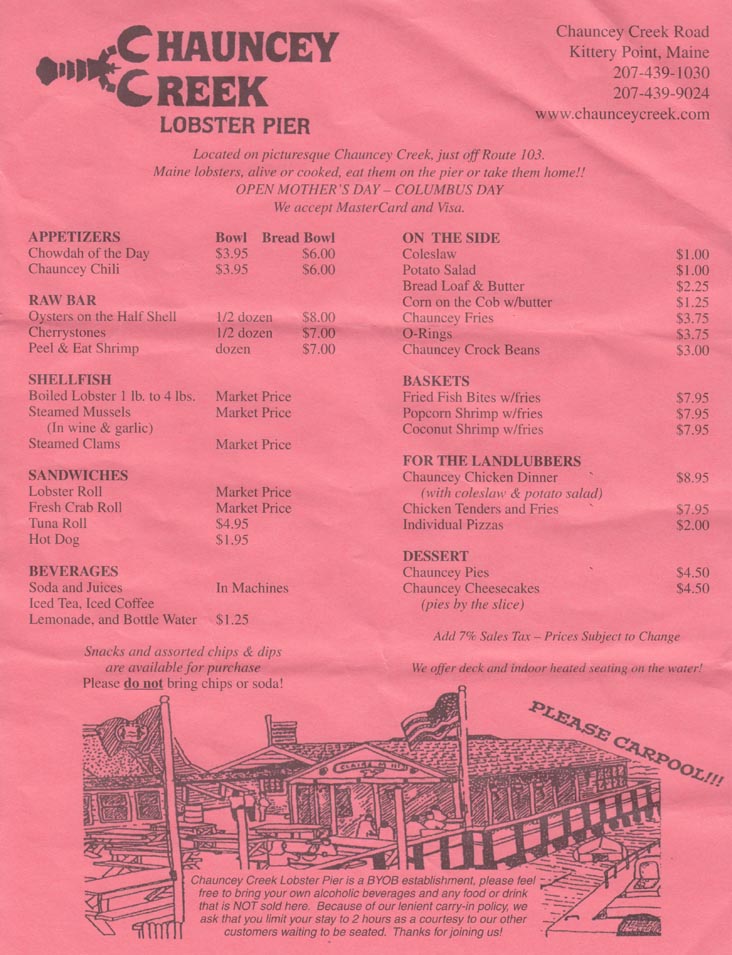 CHAUNCEY
CREEK
LOBSTER PIER
Chauncey Creek Road
Kittery Point, Maine
207-439-1030
207-439-9024
www.chaunceycreek.com
Located on picturesque Chauncey Creek, just off Route 103.
Maine lobsters, alive or cooked, eat them on the pier or take them home!!
OPEN MOTHER'S DAY – COLUMBUS DAY
We accept MasterCard and Visa.
APPETIZERS Bowl Bread Bowl
Chowdah of the Day $3.95 $6.00
Chauncey Chili $3.95 $6.00
RAW BAR
Oysters on the Half Shell 1/2 dozen $8.00
Cherrystones 1/2 dozen $7.00
Peel & Eat Shrimp dozen $7.00
SHELLFISH
Boiled Lobster 1 lb. to 4 lbs. Market Price
Steamed Mussels Market Price
(In wine & garlic)
Steamed Clams Market Price
SANDWICHES
Lobster Roll Market Price
Fresh Crab Roll Market Price
Tuna Roll $4.95
Hot Dog $1.95
BEVERAGES
Soda and Juices In Machines
Iced Tea, Iced Coffee
Lemonade, and Bottle Water $1.25
Snacks and assorted chips & dips
are available for purchase
Please do not bring chips or soda!
ON THE SIDE
Coleslaw $1.00
Potato Salad $1.00
Bread Loaf & Butter $2.25
Corn on the Cob w/butter $1.25
Chauncey Fries $3.75
O-Rings $3.75
Chauncey Crock Beans $3.00
BASKETS
Fried Fish Bites w/fries $7.95
Popcorn Shrimp w/fries $7.95
Coconut Shrimp w/fries $7.95
FOR THE LANDLUBBERS
Chauncey Chicken Dinner $8.95
(with coleslaw & potato salad)
Chicken Tenders and Fries $7.95
Individual Pizzas $2.00
DESSERT
Chauncey Pies $4.50
Chauncey Cheesecakes $4.50
(pies by the slice)
Add 7% Sales Tax – Prices Subject to Change
We offer deck and indoor heated seating on the water!
PLEASE CARPOOL!!!
Chauncey Creek Lobster Pier is a BYOB establishment, please feel
free to bring your own alcoholic beverages and any food or drink
that is NOT sold here. Because of our lenient carry-in policy, we
ask that you limit your stay to 2 hours as a courtesy to our other
customers waiting to be seated. Thanks for joining us!